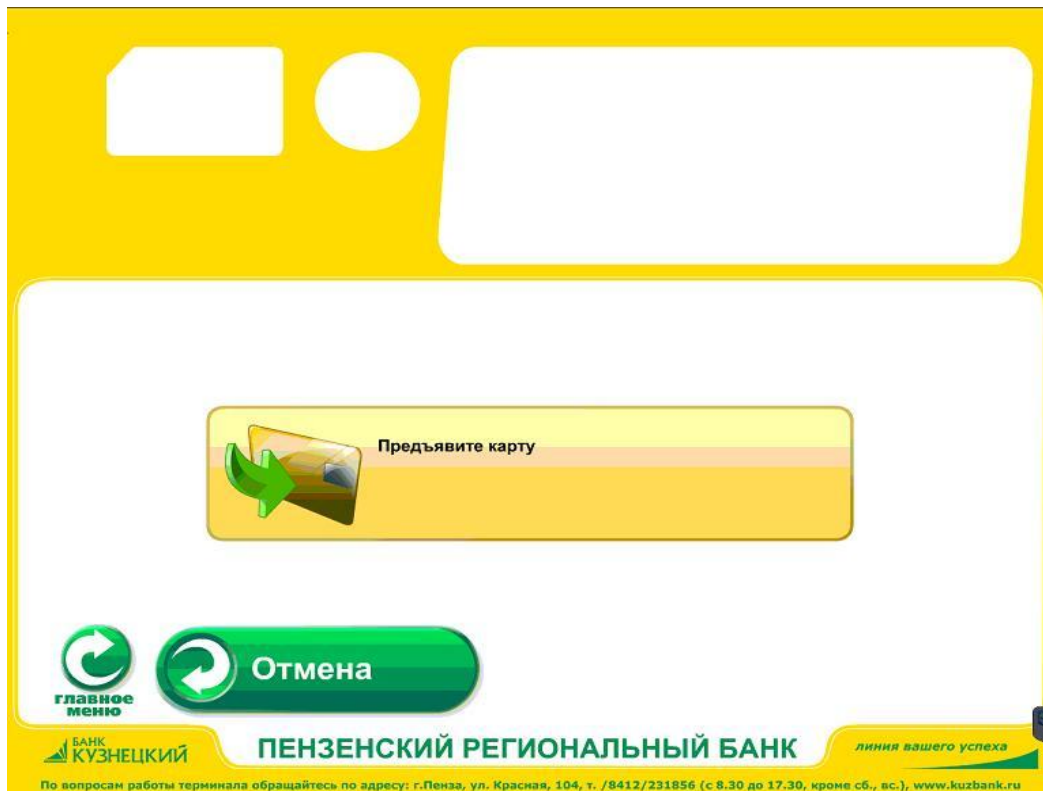 Предъявите карту
Отмена
главное
меню
БАНК
КУЗНЕЦКИЙ
ПЕНЗЕНСКИЙ РЕГИОНАЛЬНЫЙ БАНК
линия вашего успеха
По вопросам работы терминала обращайтесь по адресу: г.Пенза, ул. Красная, 104, т. /8412/231856 (с 8.30 до 17.30, кроме сб., вс.), www.kuzbank.ru